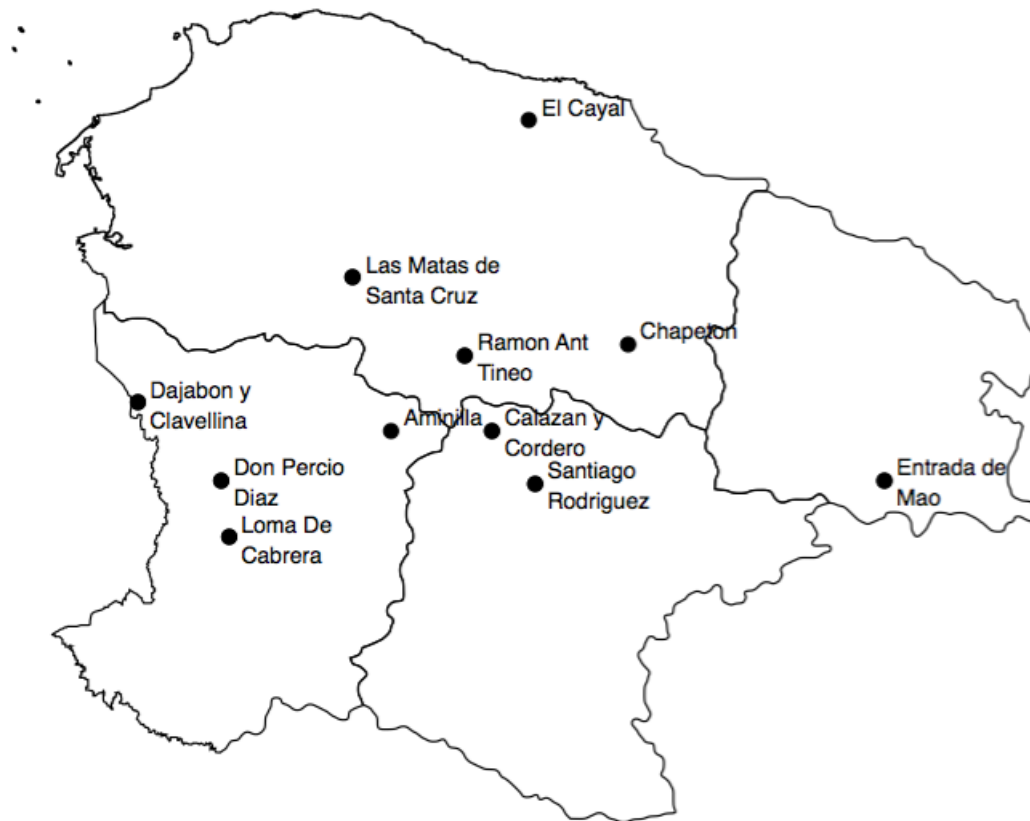 El Cayal
Las Matas de
Santa Cruz
Ramon Ant
Tineo
Chapeton
Dajabon y
Clavellina
Aminilla
Calazan y
Cordero
Don Percio
Diaz
Santiago
Rodriguez
Entrada de
Mao
Loma De
Cabrera